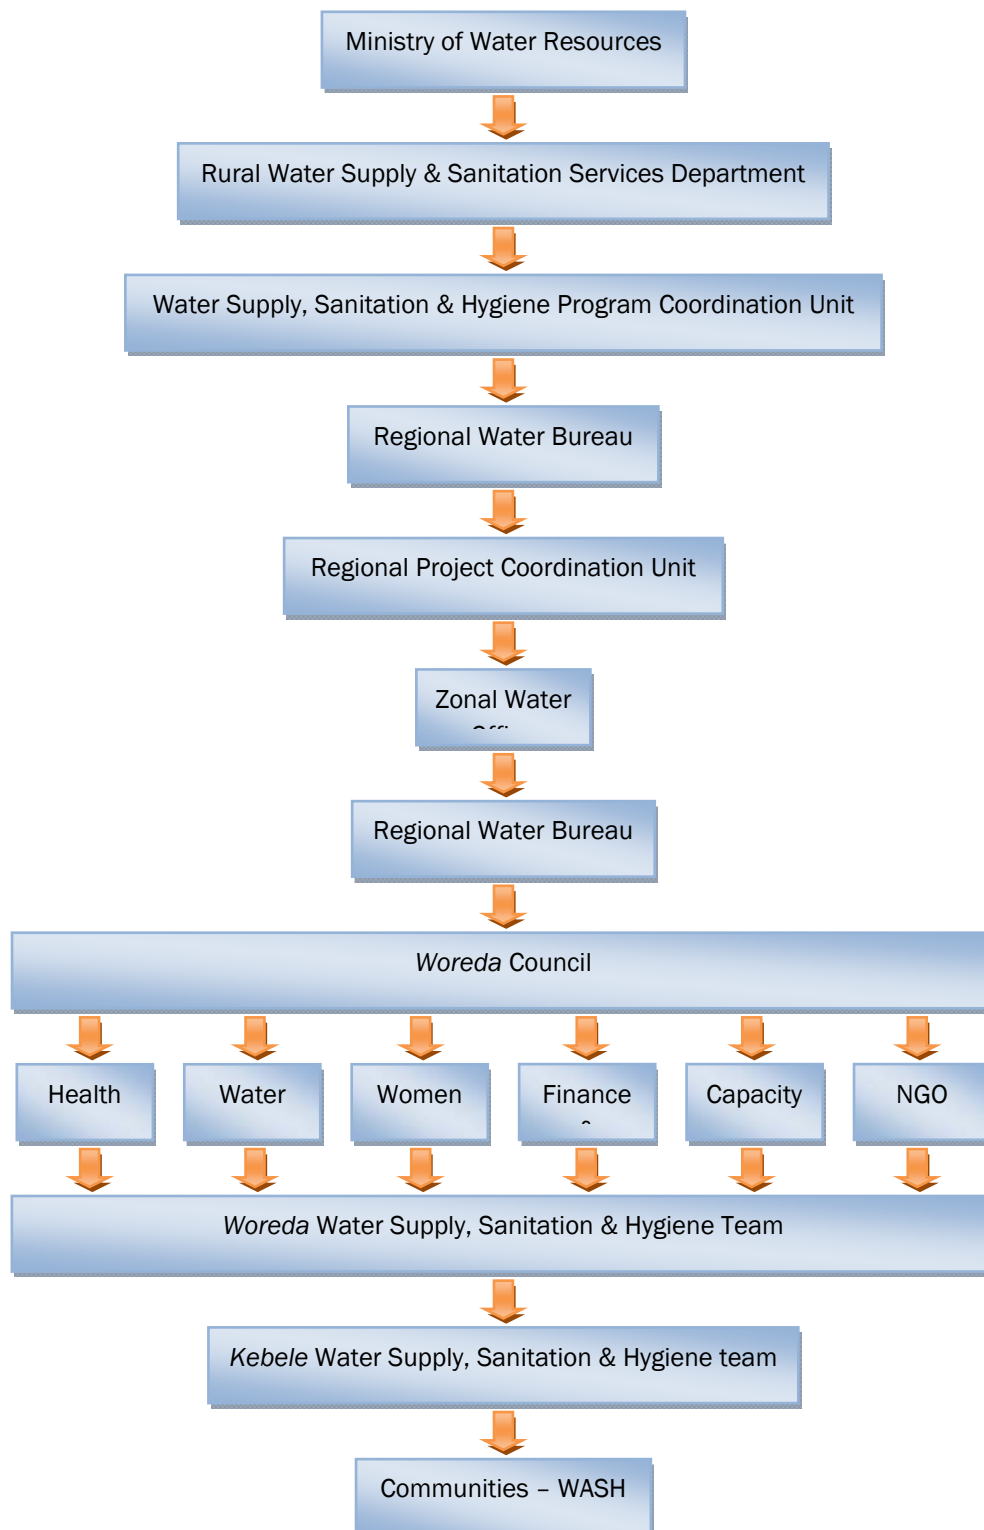 Ministry of Water Resources
Rural Water Supply & Sanitation Services Department
Water Supply, Sanitation & Hygiene Program Coordination Unit
Regional Water Bureau
Regional Project Coordination Unit
Zonal Water
Regional Water Bureau
Woreda Council
Health
Water
Women
Finance
Capacity
NGO
Woreda Water Supply, Sanitation & Hygiene Team
Kebele Water Supply, Sanitation & Hygiene team
Communities – WASH